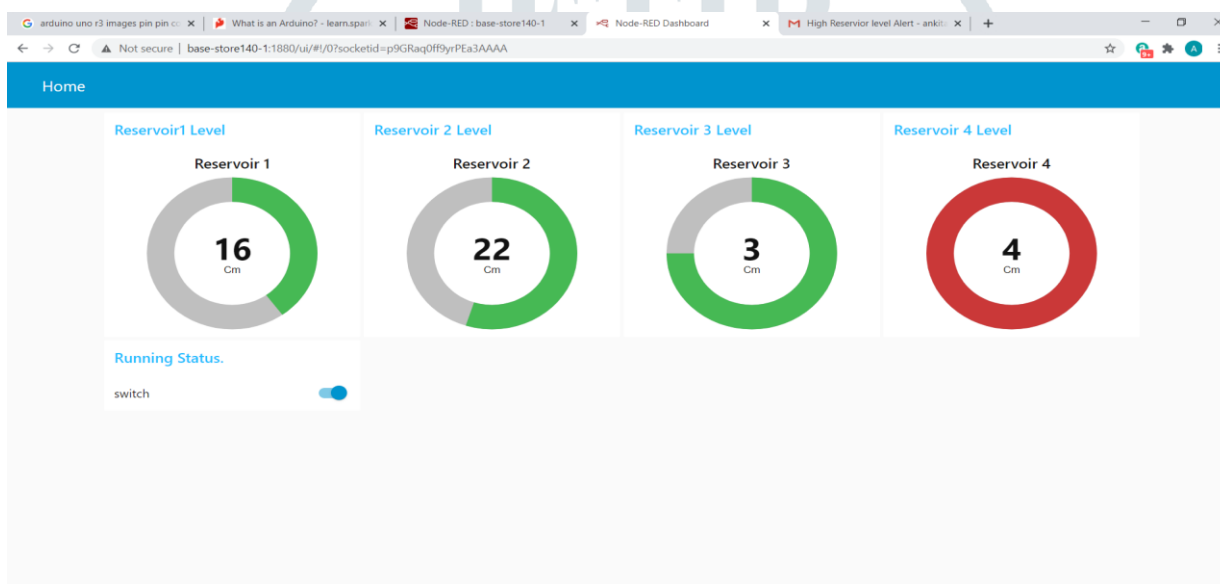 arduino uno r3 images pin pin co
What is an Arduino? - learn.spark
Node-RED : base-store140-1
Node-RED Dashboard
High Reservior level Alert - ankita
Not secure | base-store140-1:1880/ui/#!/0?socketid=p9GRaq0ff9yrPEa3AAAA
9+
A
Home
Reservoir1 Level
Reservoir 1
16
Cm
Reservoir 2 Level
Reservoir 2
22
Cm
Reservoir 3 Level
Reservoir 3
3
Cm
Reservoir 4 Level
Reservoir 4
4
Cm
Running Status.
switch